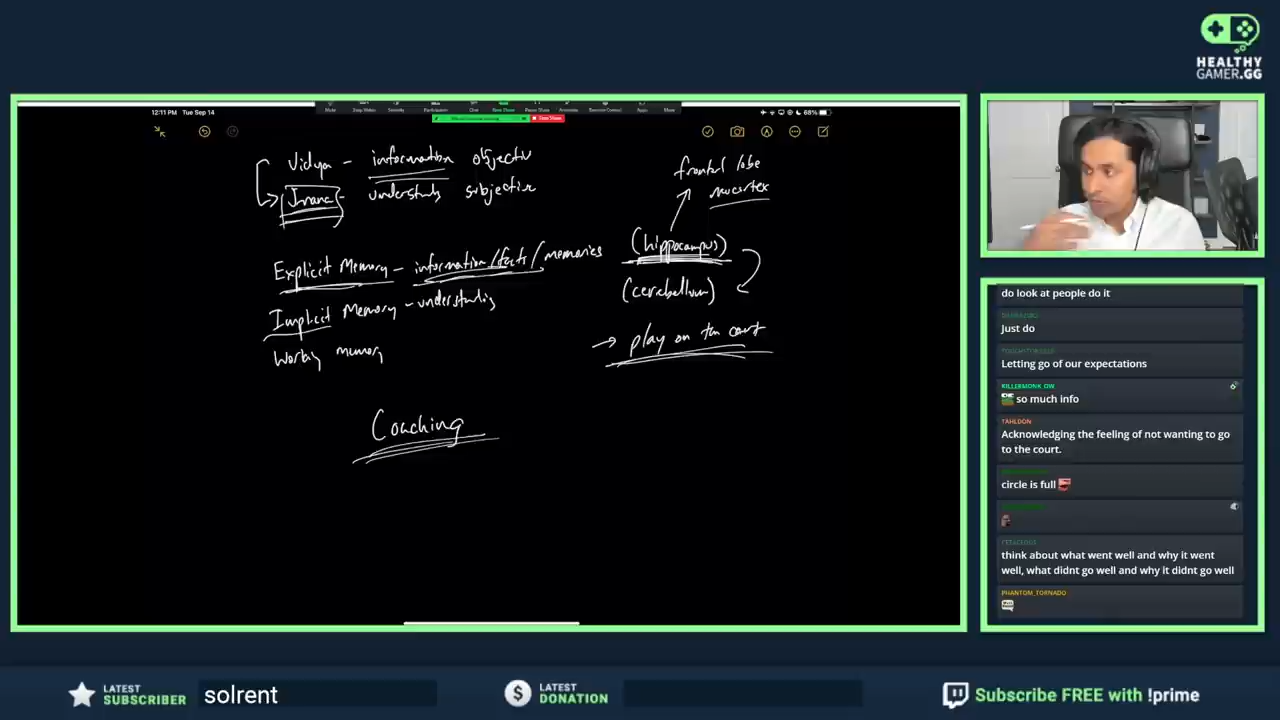 HEALTHY
GAMER.GG
12:11 PM Tue Sep 14
68%
Vidya - information objectiv
Jnana - understndg subjective
frontal lobe
neocortex
Explicit Memory - information/facts/memories
(hippocampus)
Implicit Memory - understanding
(cerebellum)
Working memory
→ play on the court
Coaching
do look at people do it
Just do
Letting go of our expectations
KILLERMONK_OW
so much info
TAHLDON
Acknowledging the feeling of not wanting to go
to the court.
circle is full
think about what went well and why it went
well, what didnt go well and why it didnt go well
PHANTOM_TORNADO
LATEST
SUBSCRIBER
solrent
LATEST
DONATION
Subscribe FREE with !prime